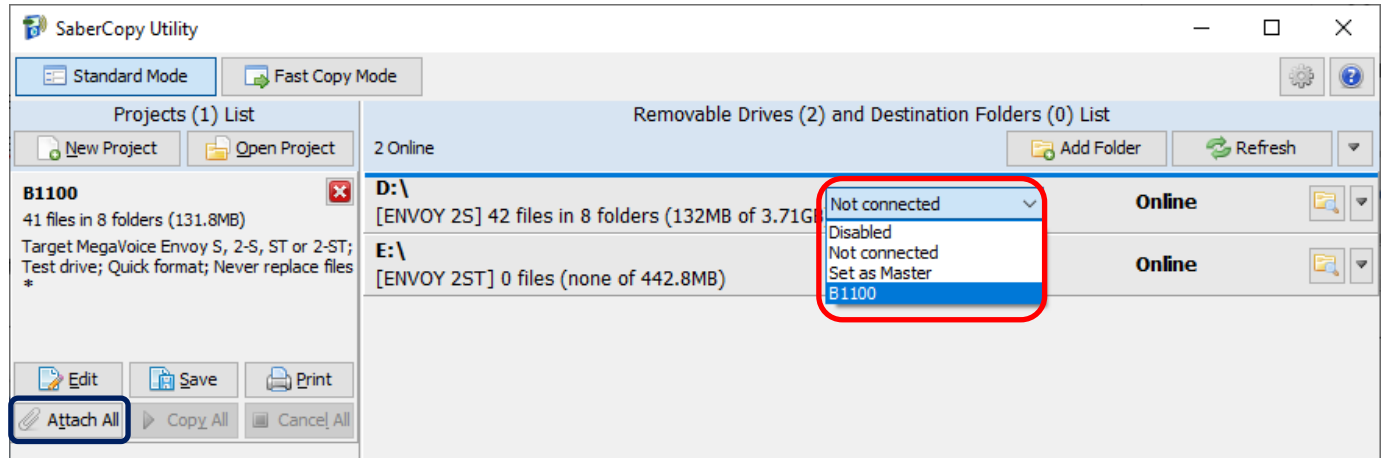 SaberCopy Utility
Standard Mode
Fast Copy Mode
Projects (1) List
New Project
Open Project
B1100
41 files in 8 folders (131.8MB)
Target MegaVoice Envoy S, 2-S, ST or 2-ST;
Test drive; Quick format; Never replace files
*
Edit
Save
Print
Attach All
Copy All
Cancel All
Removable Drives (2) and Destination Folders (0) List
2 Online
Add Folder
Refresh
D:\
[ENVOY 2S] 42 files in 8 folders (132MB of 3.71GB
Not connected
Online
Disabled
Not connected
Set as Master
B1100
E:\
[ENVOY 2ST] 0 files (none of 442.8MB)
Online